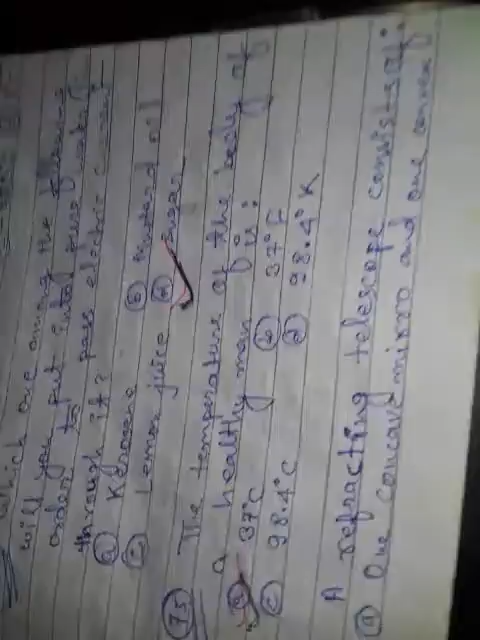 which one among the following
will you put into pure water in
order to pass electric current
through it?
(a) Kerosene (b) Mustard oil
(c) Lemon juice (d) sugar
(75) The temperature of the body of
a healthy man is:
(a) 37°C (b) 37°F
(c) 98.4°C (d) 98.4°K
A refracting telescope consists of:
(a) One concave mirro and one convex